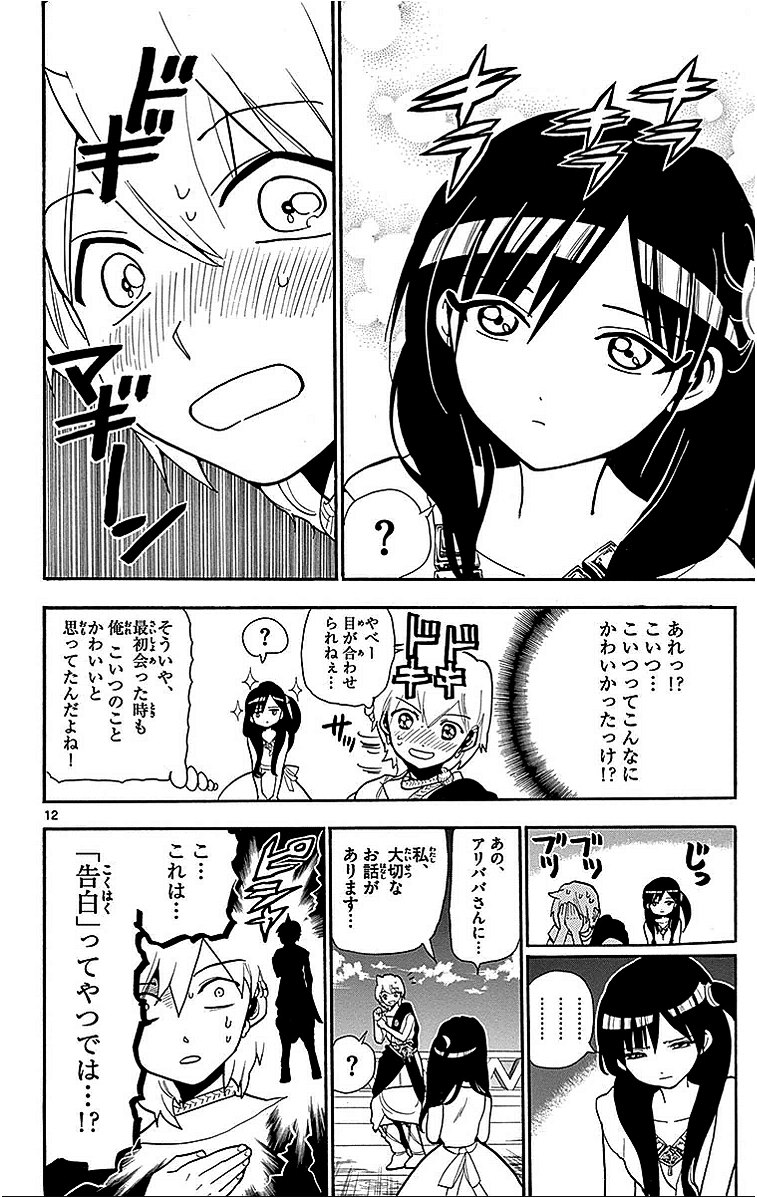 キラ
キラ
キラ
?
ドギ
マギーン
あれっ!?
こいつ…
こいつってこんなに
かわいかったっけ!?
ドキ
ドキ
やべー
目が合わせ
られねぇ…
サッ
?
そういや、
最初会った時も
俺 こいつのこと
かわいいと
思ってたんだよね!
12
じっ
ブツ
ブツ
………
………
あの、
アリババさんに…
私、
大切な
お話が
あります…
?
ピシャッ
こ…
これは…
「告白」ってやつでは…!?